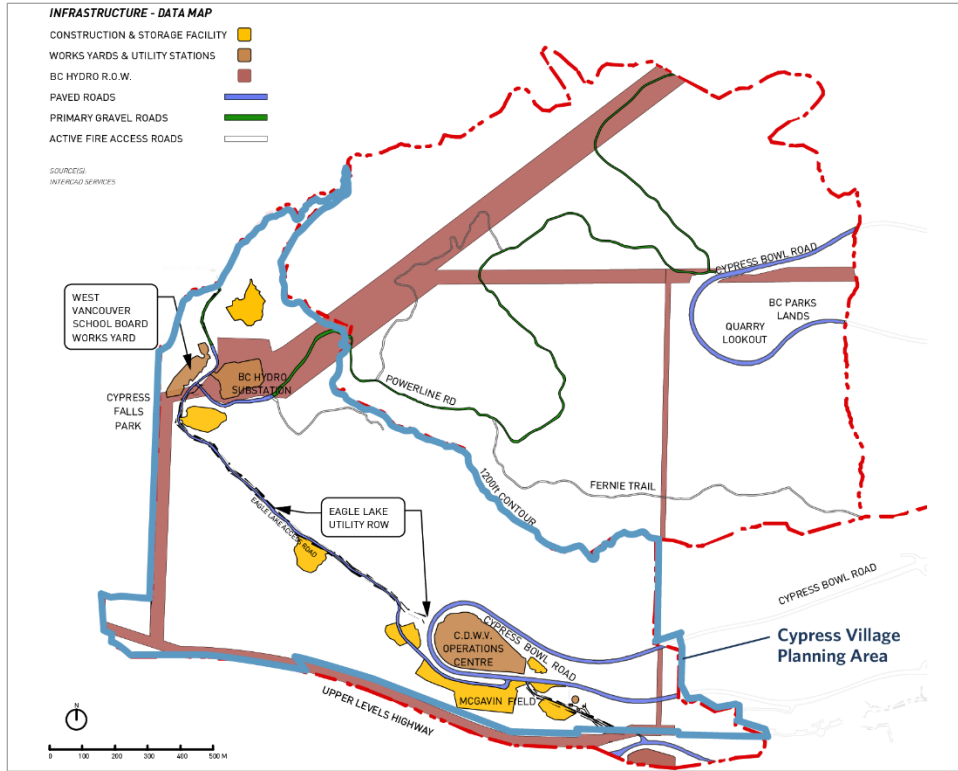 INFRASTRUCTURE - DATA MAP
CONSTRUCTION & STORAGE FACILITY
WORKS YARDS & UTILITY STATIONS
BC HYDRO R.O.W.
PAVED ROADS
PRIMARY GRAVEL ROADS
ACTIVE FIRE ACCESS ROADS
SOURCE(S):
INTERCAD SERVICES
CYPRESS BOWL ROAD
BC PARKS
LANDS
QUARRY
LOOKOUT
WEST
VANCOUVER
SCHOOL BOARD
WORKS YARD
BC HYDRO
SUBSTATION
CYPRESS
FALLS
PARK
POWERLINE RD
1200ft CONTOUR
FERNIE TRAIL
EAGLE LAKE
UTILITY ROW
EAGLE LAKE ACCESS ROAD
CYPRESS BOWL ROAD
CYPRESS BOWL ROAD
C.D.W.V.
OPERATIONS
CENTRE
Cypress Village
Planning Area
MCGAVIN FIELD
UPPER LEVELS HIGHWAY
N
0 100 200 300 400 500 M